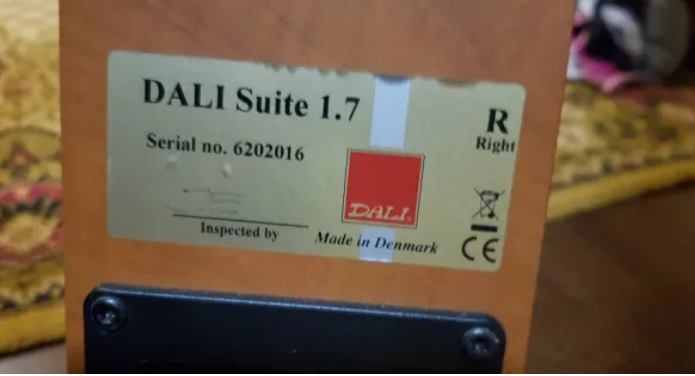 DALI Suite 1.7
R
Right
Serial no. 6202016
DALI
Inspected by
Made in Denmark
CE